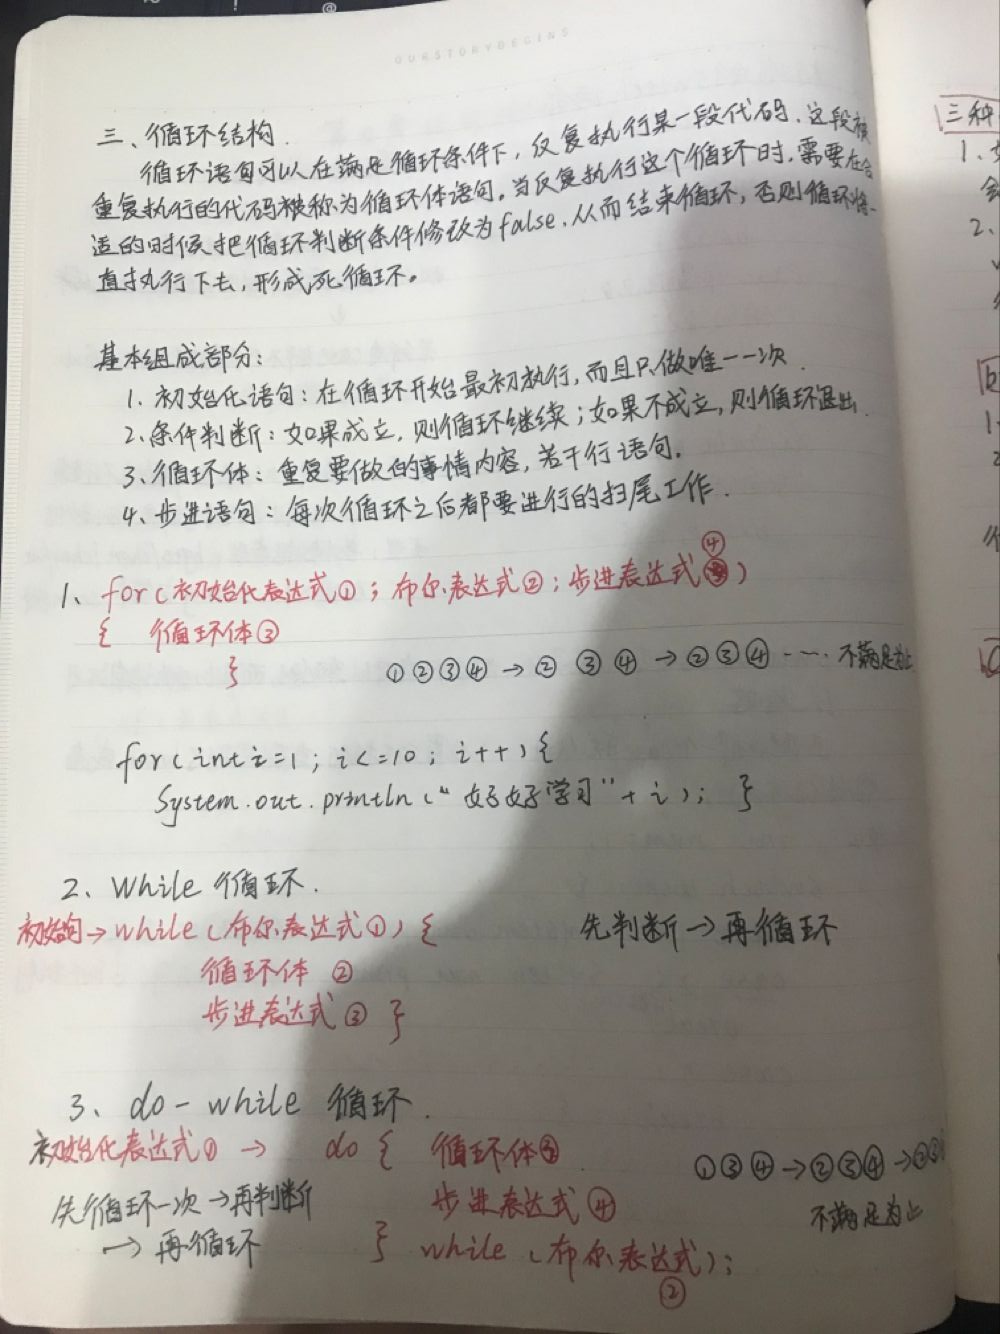 OURSTORYBEGINS
三、循环结构.
循环语句可以在满足循环条件下，反复执行某一段代码，这段被
重复执行的代码被称为循环体语句。当反复执行这个循环时，需要在合
适的时候把循环判断条件修改为false，从而结束循环，否则循环将一
直执行下去，形成死循环。
基本组成部分：
1、初始化语句：在循环开始最初执行，而且只做唯一一次.
2、条件判断：如果成立，则循环继续；如果不成立，则循环退出.
3、循环体：重复要做的事情内容，若干行语句.
4、步进语句：每次循环之后都要进行的扫尾工作.
1、for(初始化表达式①；布尔表达式②；步进表达式④)
{ 循环体③
} ①②③④→②③④→②③④……不满足为止
for(int i=1; i<=10; i++){
System.out.println("好好学习"+i); }
2、while 循环.
→while(布尔表达式①){ 先判断→再循环
循环体 ②
步进表达式③ }
3、do-while 循环.
初始化表达式①→ do { 循环体③ ①③④→②③④→②③
先循环一次→再判断 步进表达式④ 不满足为止
→再循环 } while(布尔表达式);
②
三种
1、
2、